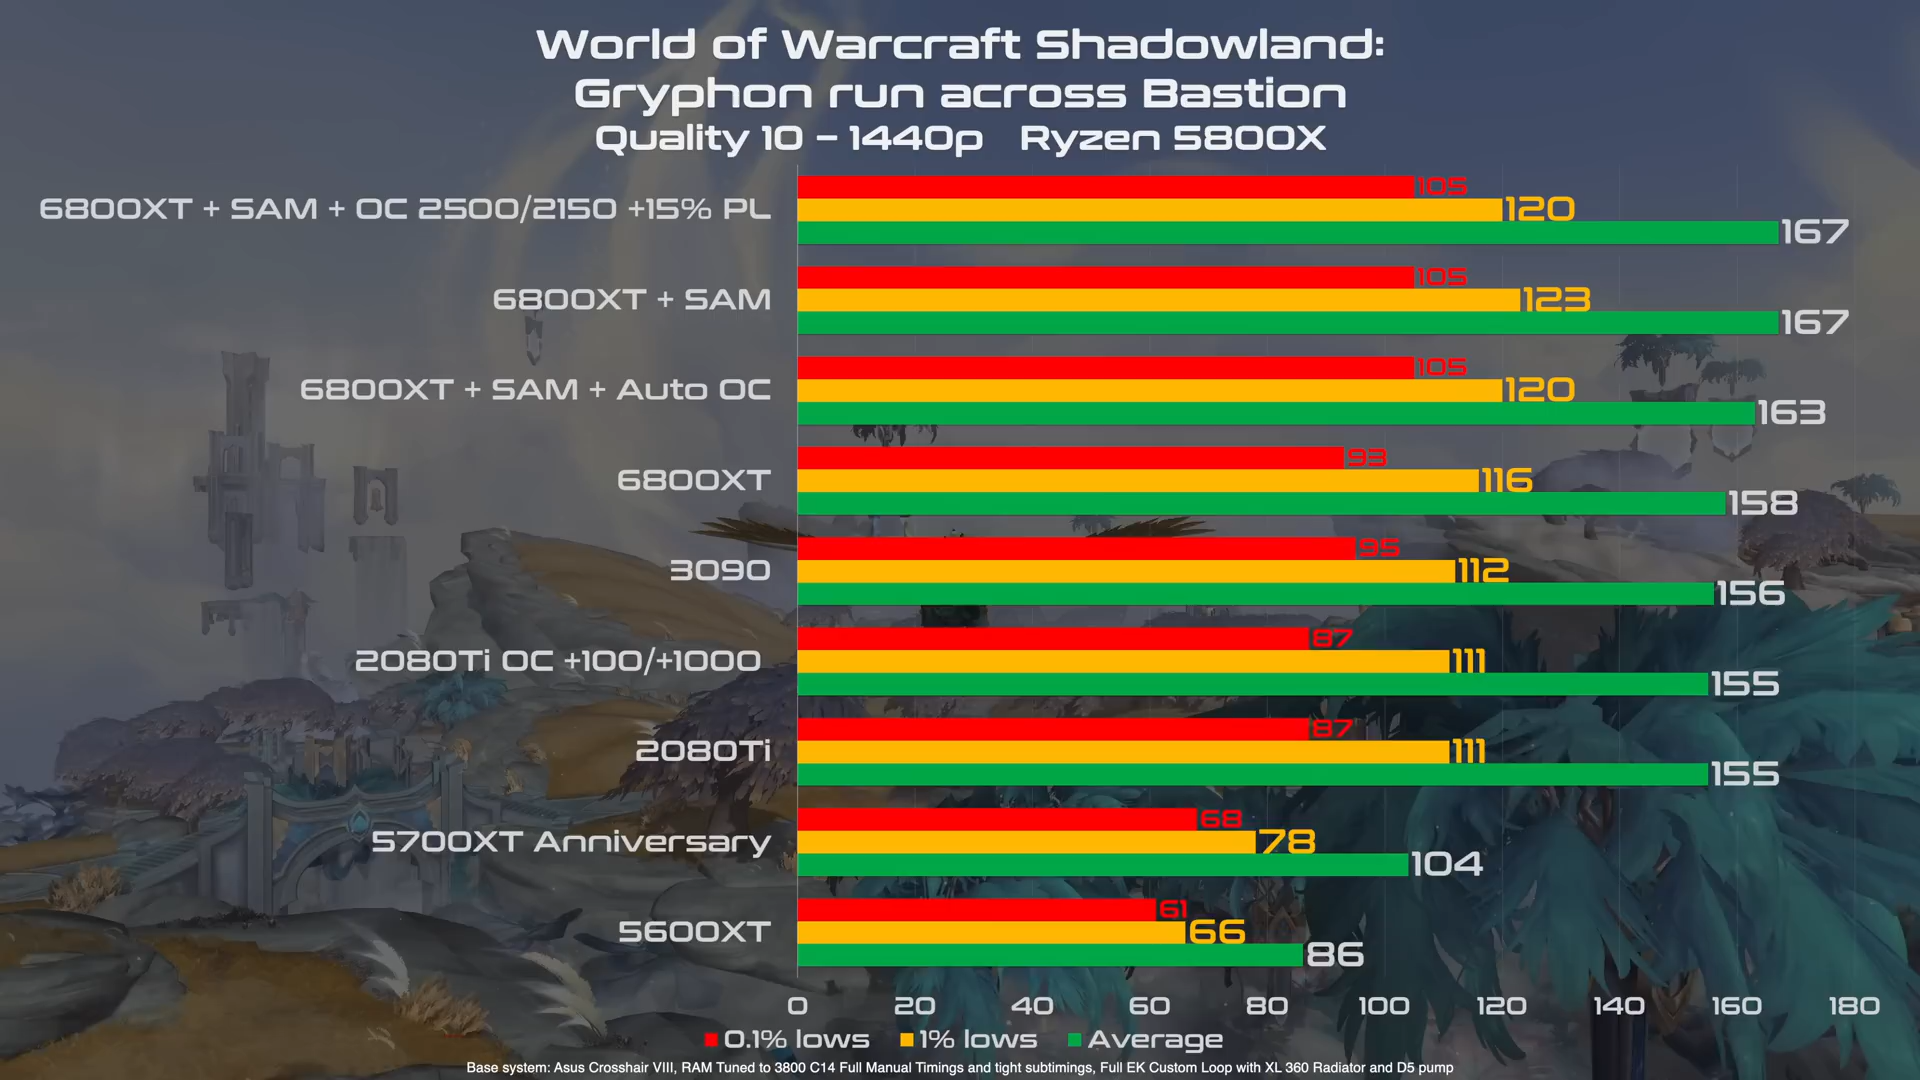 World of Warcraft Shadowland:
Gryphon run across Bastion
Quality 10 – 1440p Ryzen 5800X
6800XT + SAM + OC 2500/2150 +15% PL
105
120
167
6800XT + SAM
105
123
167
6800XT + SAM + Auto OC
105
120
163
6800XT
93
116
158
3090
95
112
156
2080Ti OC +100/+1000
87
111
155
2080Ti
87
111
155
5700XT Anniversary
68
78
104
5600XT
61
66
86
0 20 40 60 80 100 120 140 160 180
0.1% lows 1% lows Average
Base system: Asus Crosshair VIII, RAM Tuned to 3800 C14 Full Manual Timings and tight subtimings, Full EK Custom Loop with XL 360 Radiator and D5 pump